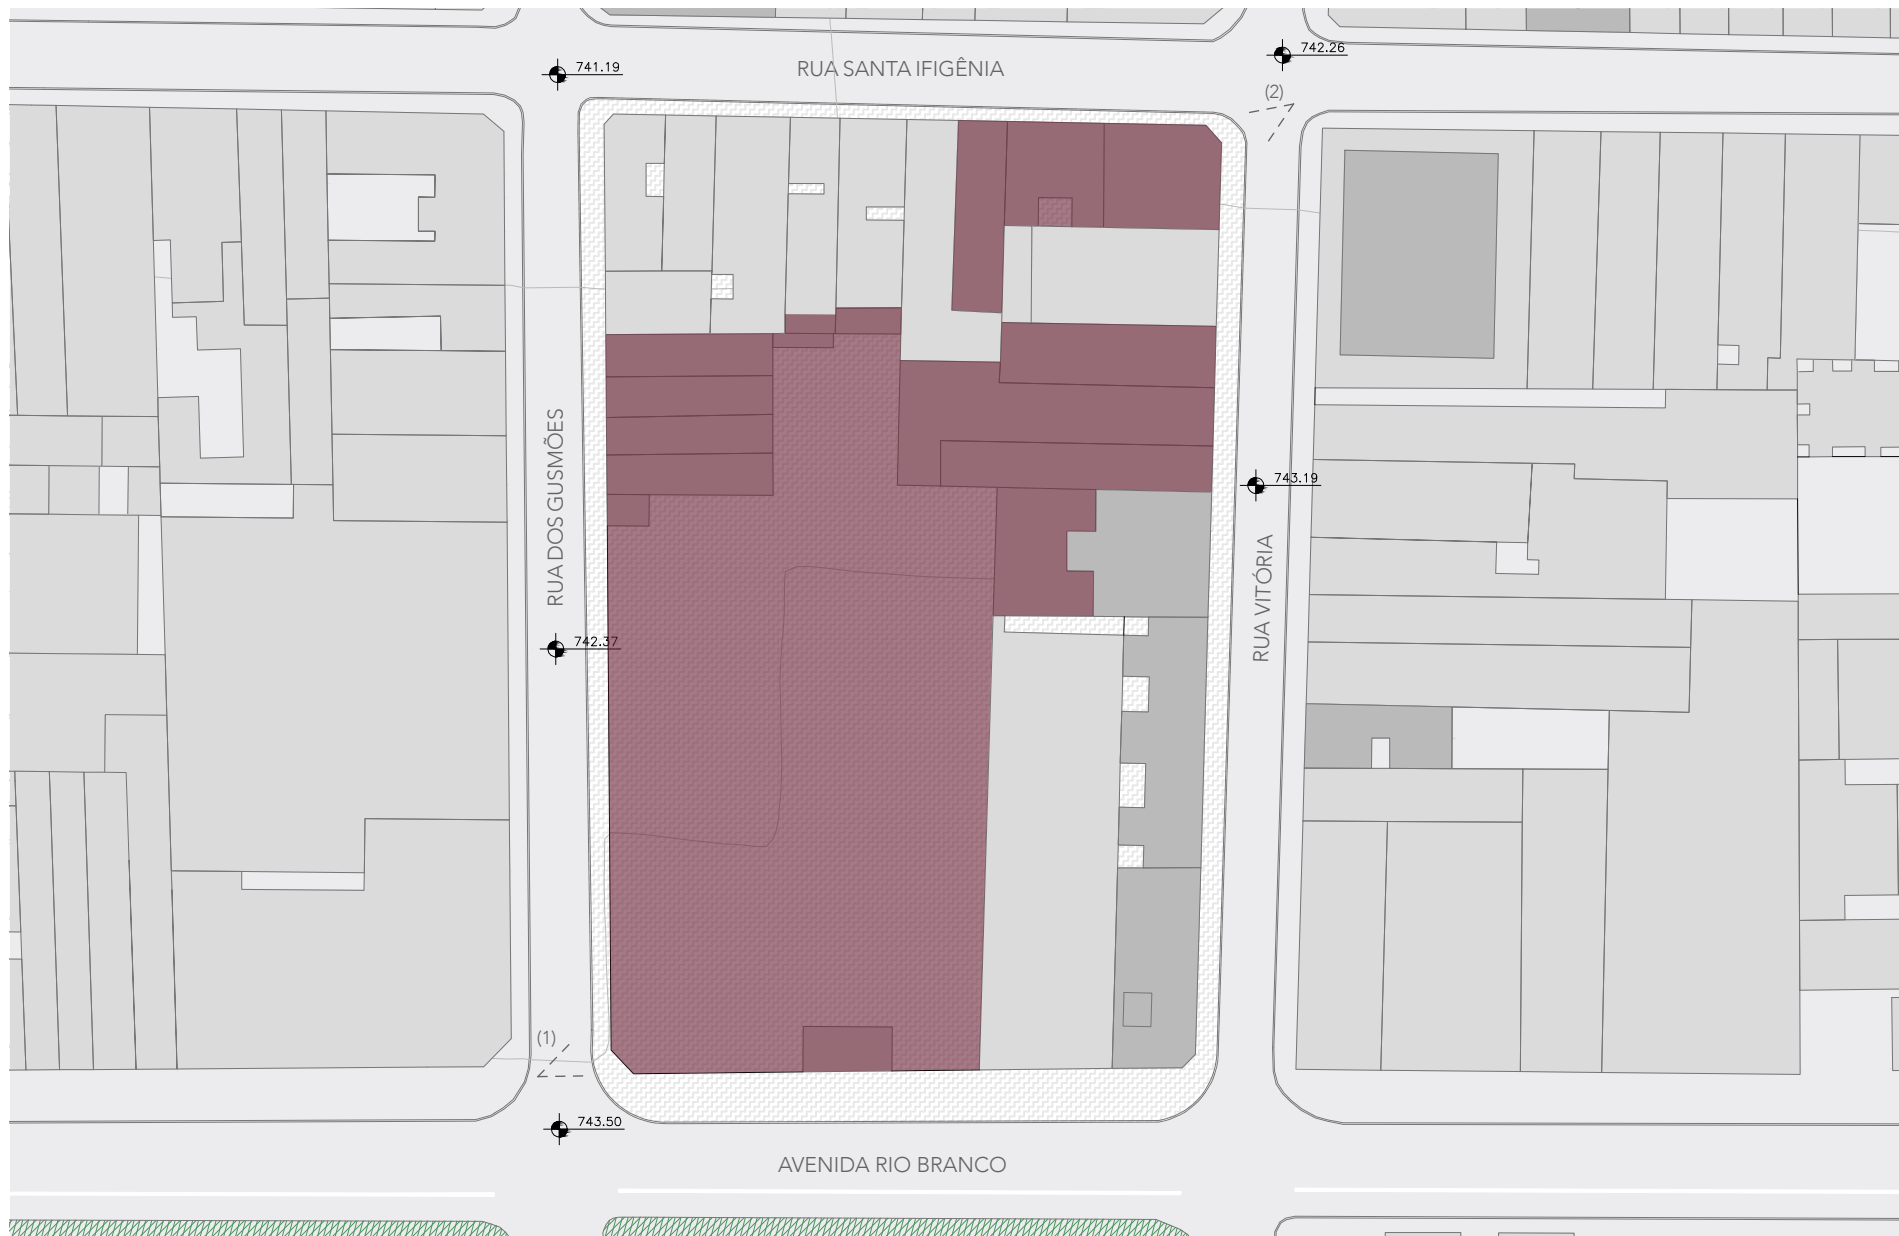 742.26
741.19
RUA SANTA IFIGÊNIA
(2)
RUA DOS GUSMÕES
743.19
RUA VITÓRIA
742.37
(1)
743.50
AVENIDA RIO BRANCO